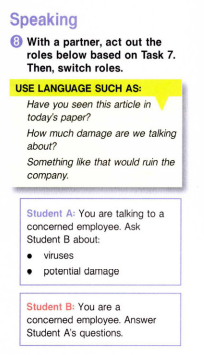 Speaking
8 With a partner, act out the
roles below based on Task 7.
Then, switch roles.
USE LANGUAGE SUCH AS:
Have you seen this article in
today's paper?
How much damage are we talking
about?
Something like that would ruin the
company.
Student A: You are talking to a
concerned employee. Ask
Student B about:
• viruses
• potential damage
Student B: You are a
concerned employee. Answer
Student A's questions.